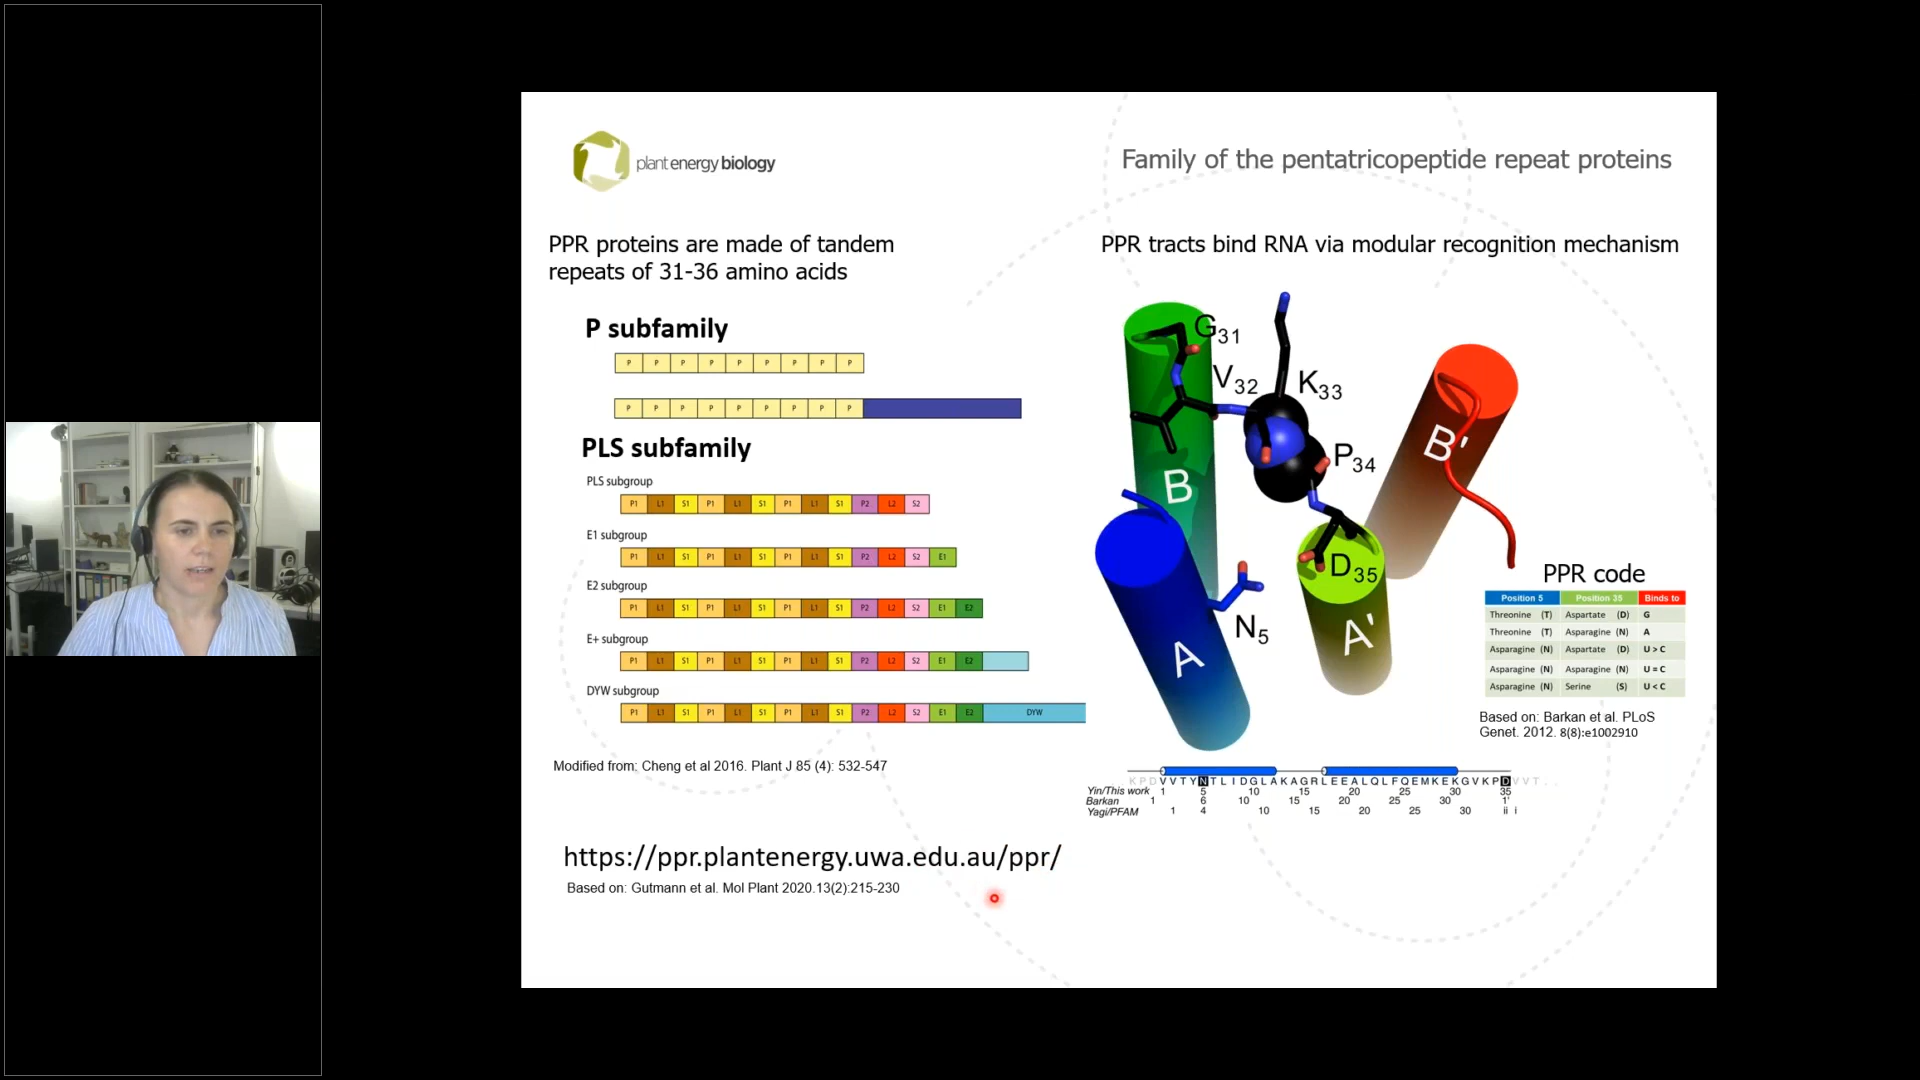 plant energy biology
Family of the pentatricopeptide repeat proteins
PPR proteins are made of tandem
repeats of 31-36 amino acids
P subfamily
P P P P P P P P P
P P P P P P P P P
PLS subfamily
PLS subgroup
P1 L1 S1 P1 L1 S1 P1 L1 S1 P2 L2 S2
E1 subgroup
P1 L1 S1 P1 L1 S1 P1 L1 S1 P2 L2 S2 E1
E2 subgroup
P1 L1 S1 P1 L1 S1 P1 L1 S1 P2 L2 S2 E1 E2
E+ subgroup
P1 L1 S1 P1 L1 S1 P1 L1 S1 P2 L2 S2 E1 E2
DYW subgroup
P1 L1 S1 P1 L1 S1 P1 L1 S1 P2 L2 S2 E1 E2 DYW
Modified from: Cheng et al 2016. Plant J 85 (4): 532-547
https://ppr.plantenergy.uwa.edu.au/ppr/
Based on: Gutmann et al. Mol Plant 2020.13(2):215-230
PPR tracts bind RNA via modular recognition mechanism
G31
V32
K33
P34
B'
B
D35
N5
A'
A
PPR code
Position 5 Position 35 Binds to
Threonine (T) Aspartate (D) G
Threonine (T) Asparagine (N) A
Asparagine (N) Aspartate (D) U > C
Asparagine (N) Asparagine (N) U = C
Asparagine (N) Serine (S) U < C
Based on: Barkan et al. PLoS
Genet. 2012. 8(8):e1002910
KPDVVTYNTLIDGLAKAGRLEEALQLFQEMKEKGVKPDVVT...
Yin/This work 1 5 10 15 20 25 30 35
Barkan 1 6 10 15 20 25 30 1'
Yagi/PFAM 1 4 10 15 20 25 30 ii i